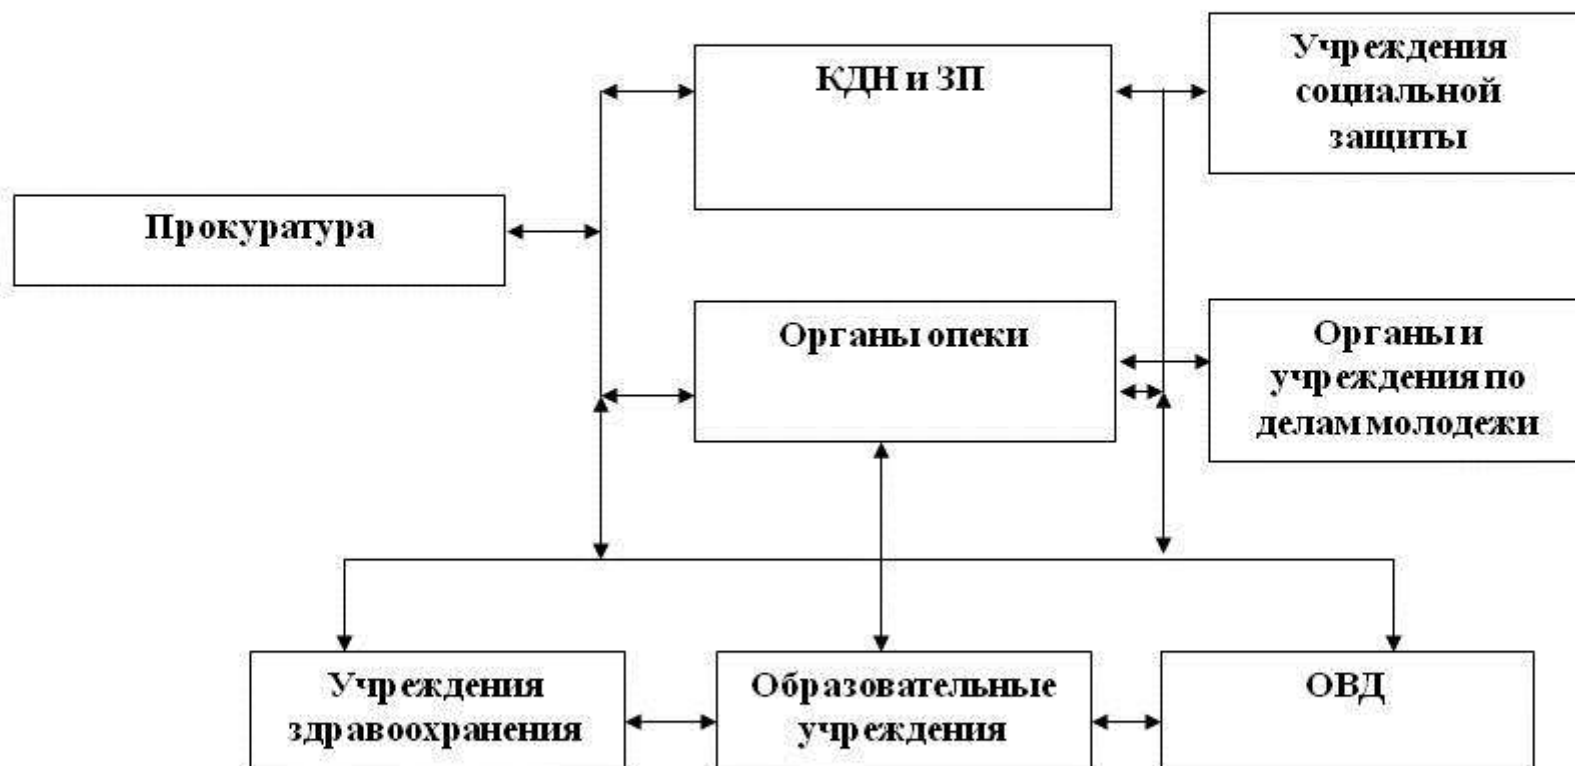 КДН и ЗП
Учреждения
социальной
защиты
Прокуратура
Органы опеки
Органы и
учреждения по
делам молодежи
Учреждения
здравоохранения
Образовательные
учреждения
ОВД